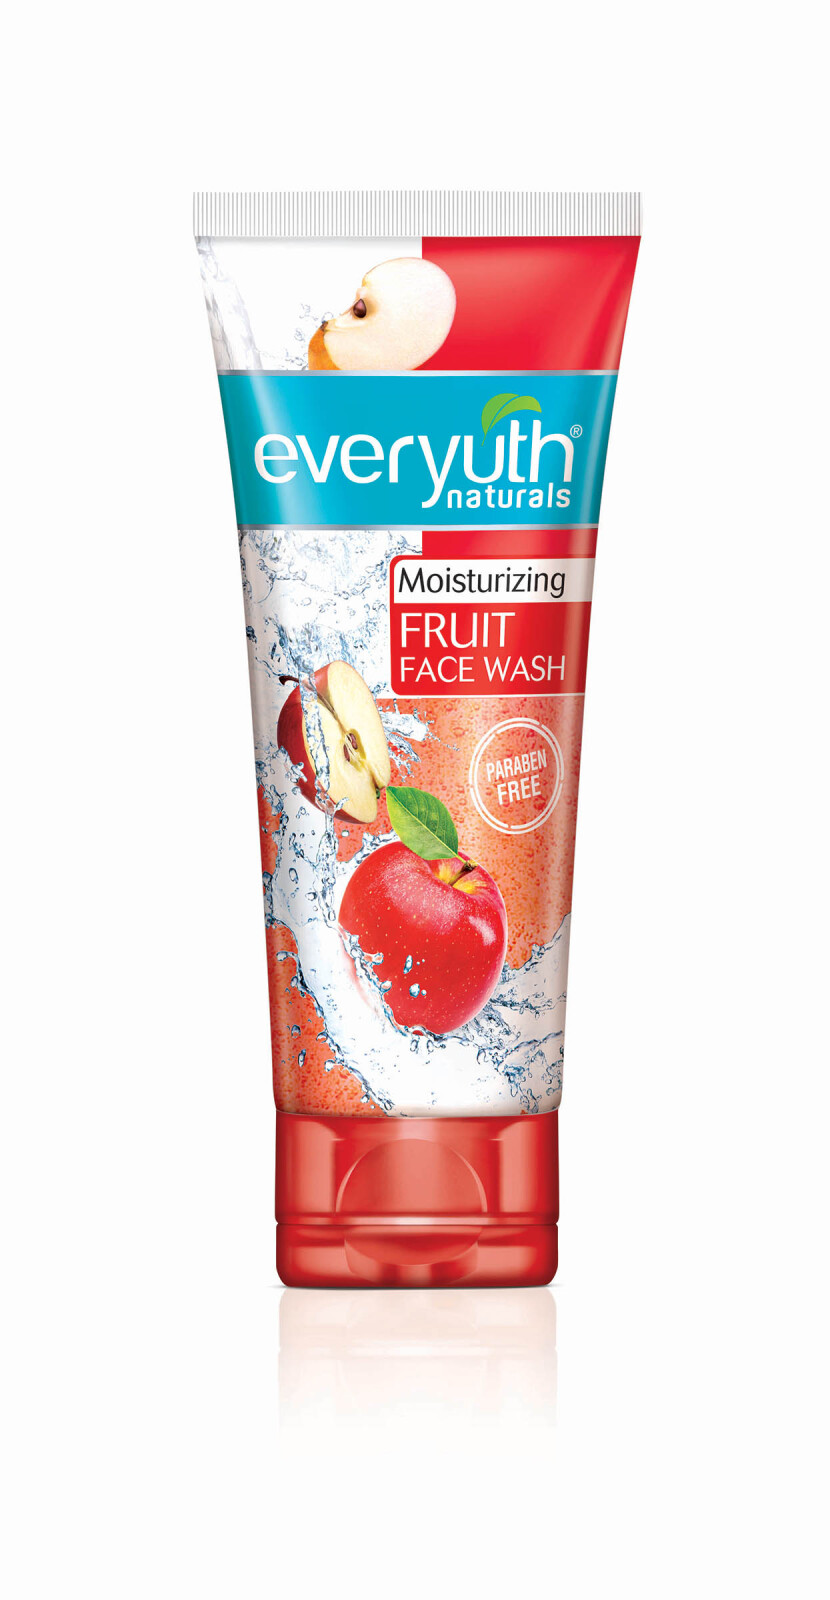 everyuth®
naturals
Moisturizing
FRUIT
FACE WASH
PARABEN
FREE